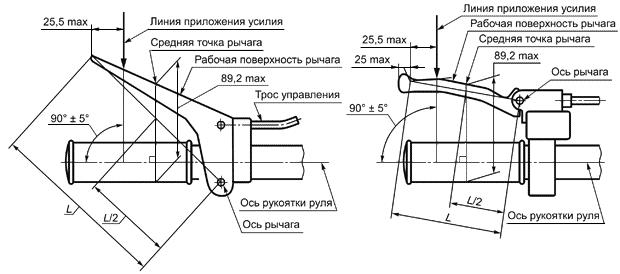 25,5 max
Линия приложения усилия
Средняя точка рычага
Рабочая поверхность рычага
89,2 max
Трос управления
90° ± 5°
L
L/2
Ось рукоятки руля
Ось рычага
Линия приложения усилия
Рабочая поверхность рычага
Средняя точка рычага
25,5 max
89,2 max
25 max
Ось рычага
90° ± 5°
L/2
L
Ось рукоятки руля